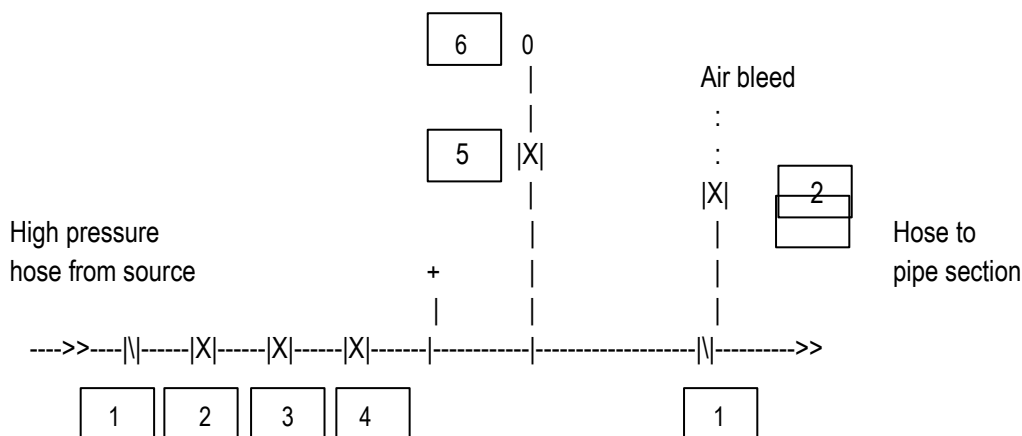 6 0
|
Air bleed
| :
5 |X| :
| |X| 2
High pressure | | Hose to
hose from source + | | pipe section
| | |
---->>----|\|------|X|------|X|------|X|-------|------------|--------------------|\|---------->>
1 2 3 4 1